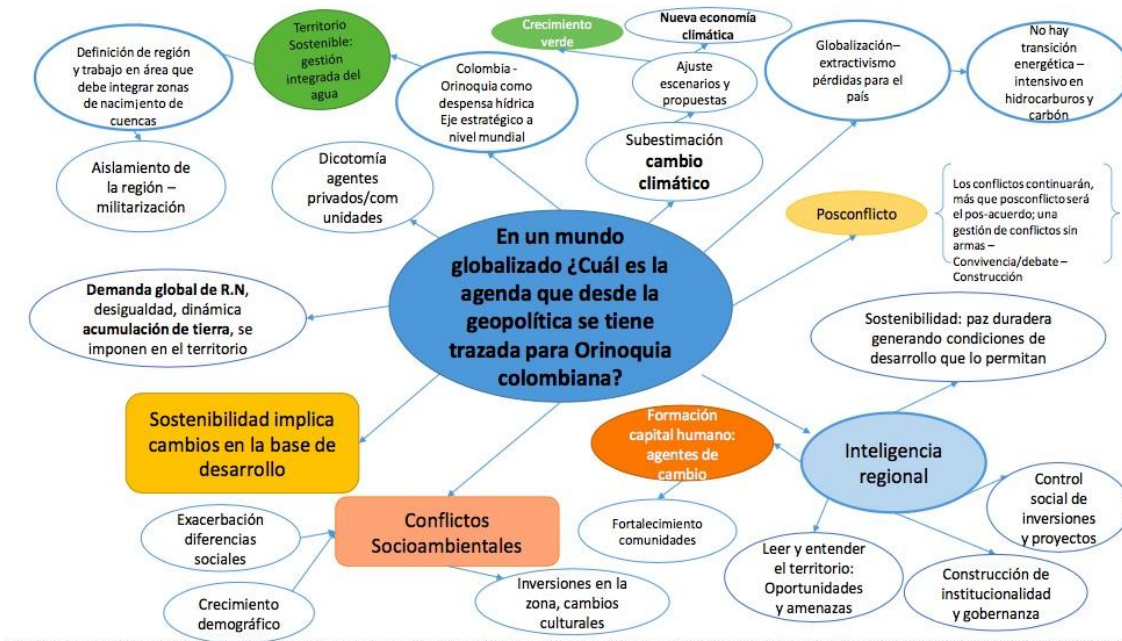 Definición de región
y trabajo en área que
debe integrar zonas
de nacimiento de
cuencas
Territorio
Sostenible:
gestión
integrada del
agua
Colombia -
Orinoquia como
despensa hídrica
Eje estratégico a
nivel mundial
Crecimiento
verde
Nueva economía
climática
Ajuste
escenarios y
propuestas
Subestimación
cambio
climático
Globalización–
extractivismo
pérdidas para el
país
No hay
transición
energética –
intensivo en
hidrocarburos y
carbón
Aislamiento de
la región –
militarización
Dicotomía
agentes
privados/com
unidades
Posconflicto
Los conflictos continuarán,
más que posconflicto será
el pos-acuerdo; una
gestión de conflictos sin
armas –
Convivencia/debate –
Construcción
En un mundo
globalizado ¿Cuál es la
agenda que desde la
geopolítica se tiene
trazada para Orinoquia
colombiana?
Demanda global de R.N,
desigualdad, dinámica
acumulación de tierra, se
imponen en el territorio
Sostenibilidad: paz duradera
generando condiciones de
desarrollo que lo permitan
Sostenibilidad implica
cambios en la base de
desarrollo
Formación
capital humano:
agentes de
cambio
Inteligencia
regional
Exacerbación
diferencias
sociales
Conflictos
Socioambientales
Fortalecimiento
comunidades
Control
social de
inversiones
y proyectos
Leer y entender
el territorio:
Oportunidades
y amenazas
Construcción de
institucionalidad
y gobernanza
Crecimiento
demográfico
Inversiones en la
zona, cambios
culturales